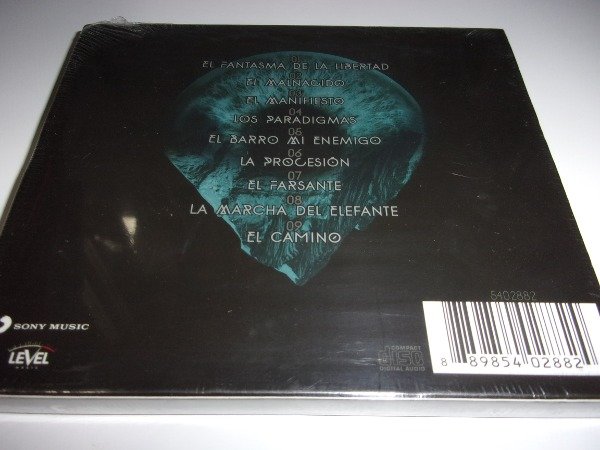 01
EL FANTASMA DE LA LIBERTAD
02
EL MALNACIDO
03
EL MANIFIESTO
04
LOS PARADIGMAS
05
EL BARRO MI ENEMIGO
06
LA PROCESIÓN
07
EL FARSANTE
08
LA MARCHA DEL ELEFANTE
09
EL CAMINO
5402882
SONY MUSIC
LEVEL
MUSIC
COMPACT
disc
DIGITAL AUDIO
8 89854 02882